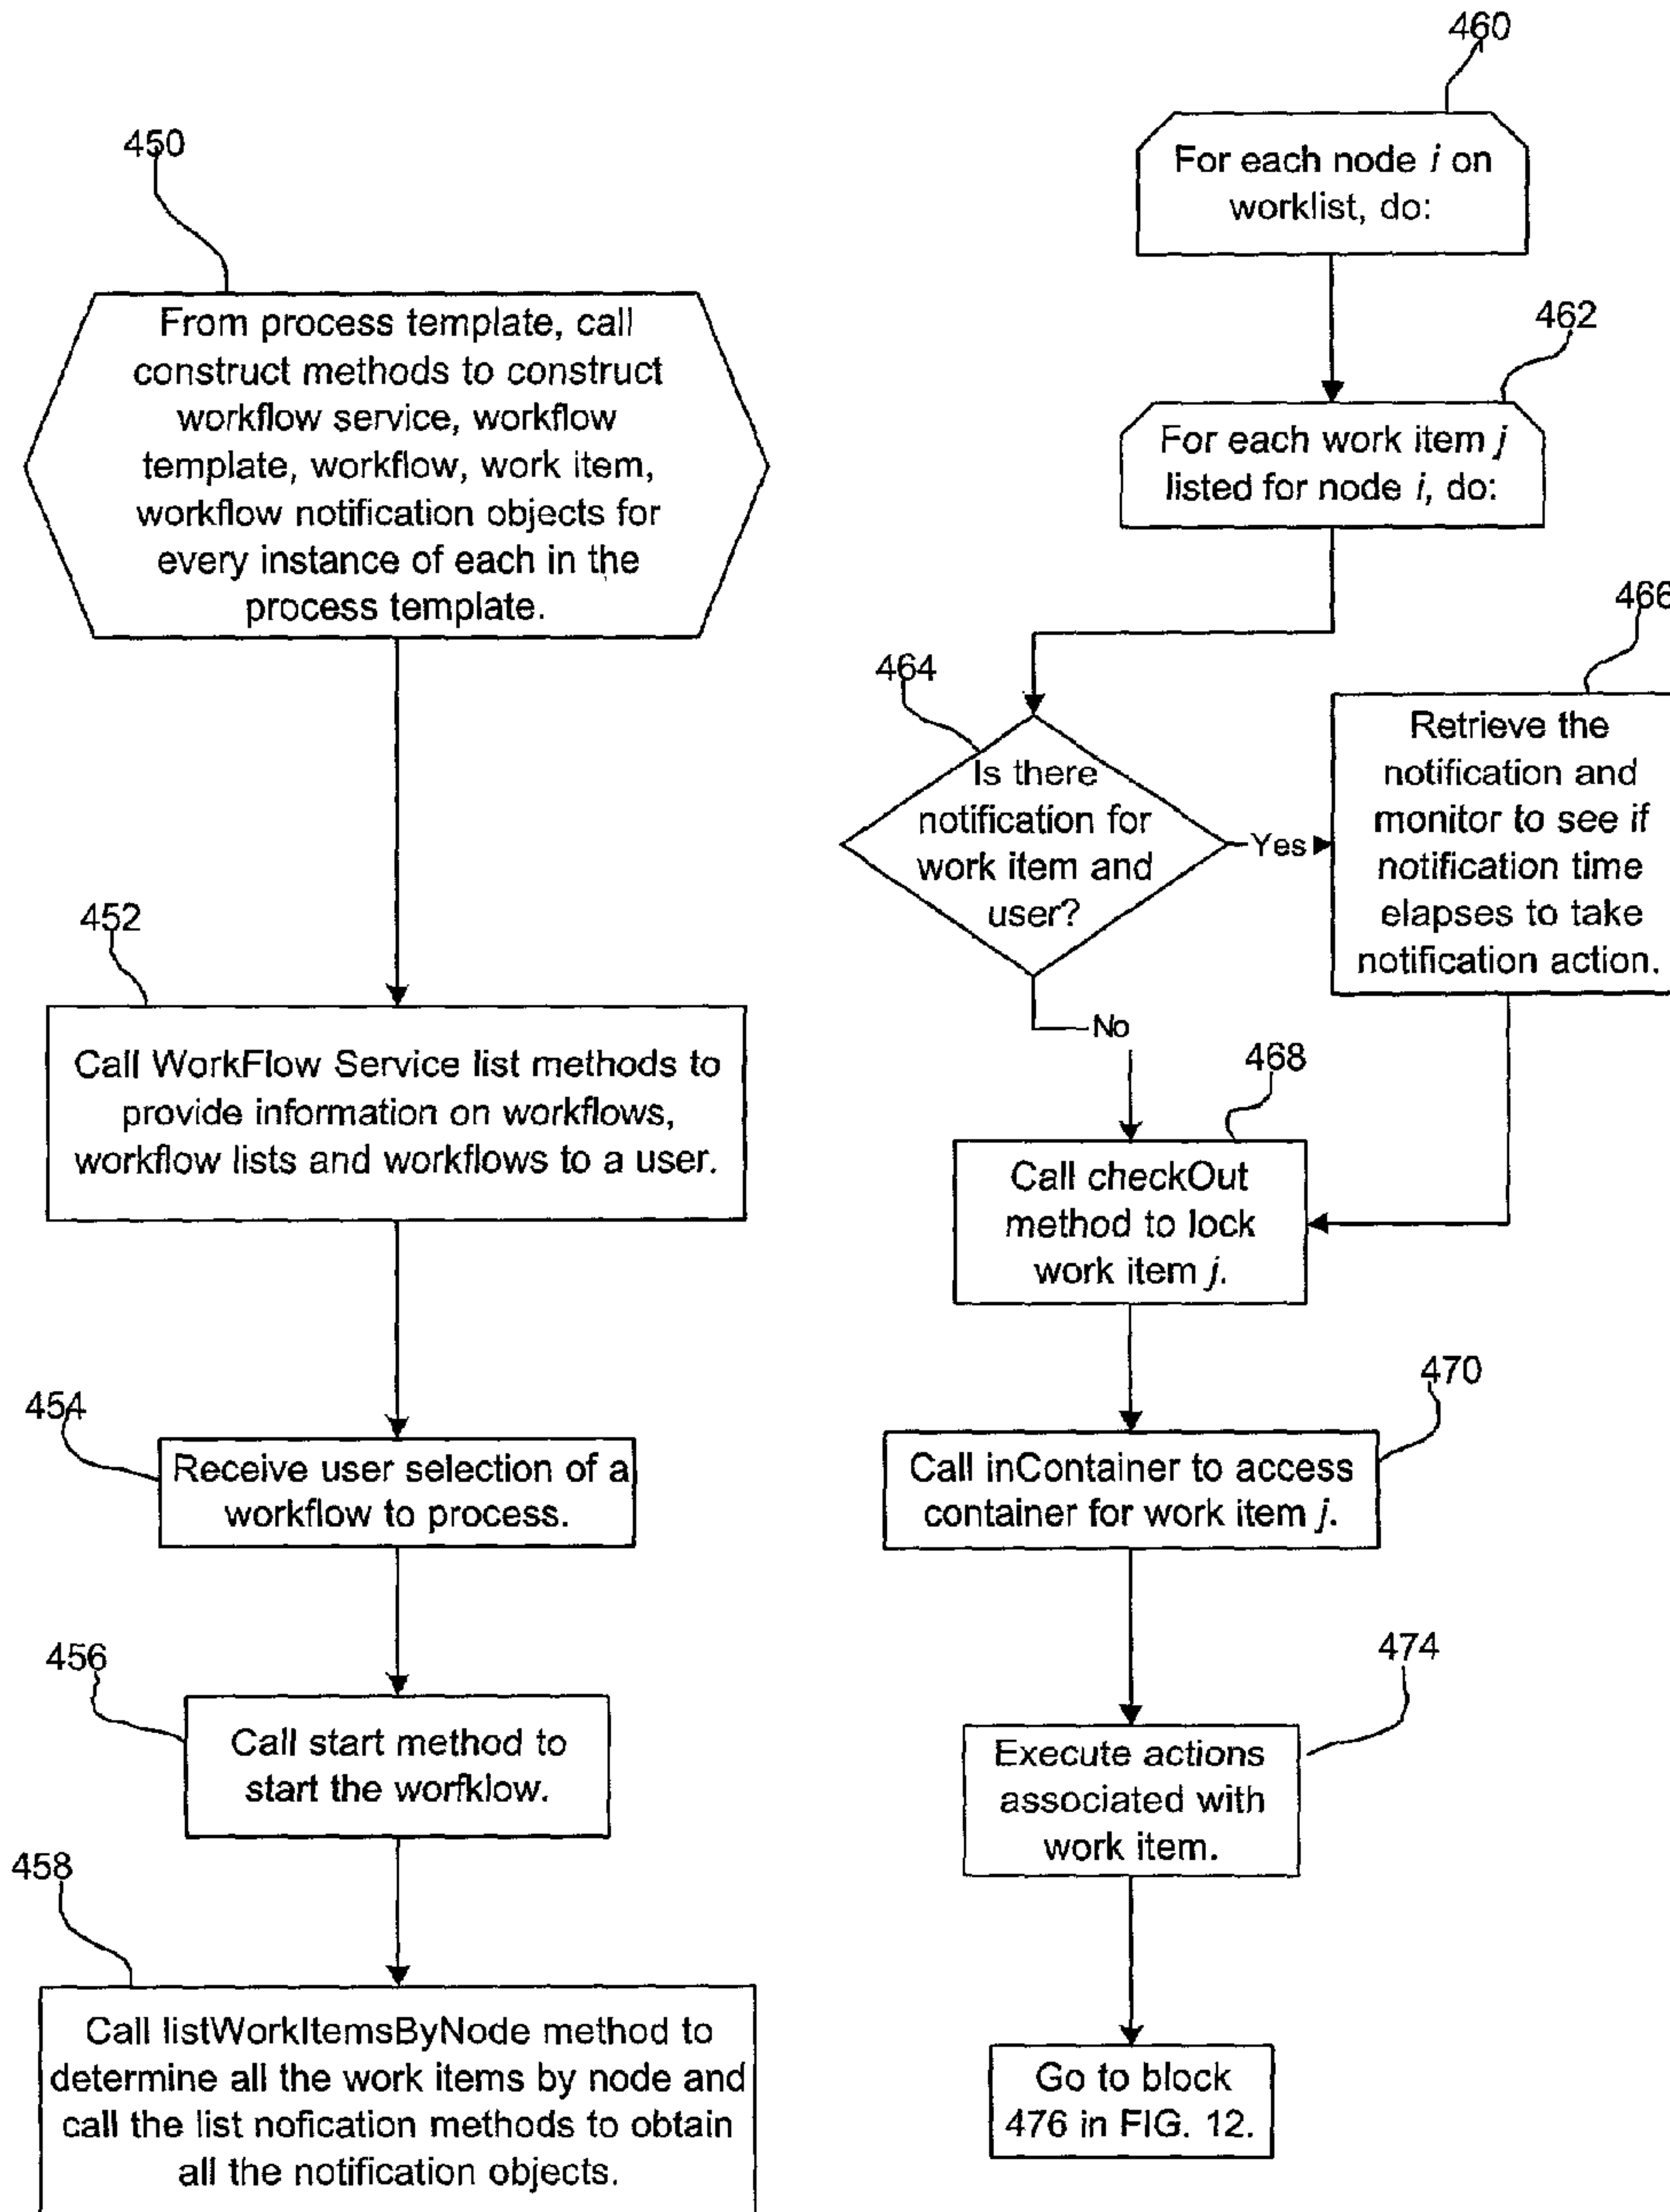 450
From process template, call
construct methods to construct
workflow service, workflow
template, workflow, work item,
workflow notification objects for
every instance of each in the
process template.
452
Call WorkFlow Service list methods to
provide information on workflows,
workflow lists and workflows to a user.
454
Receive user selection of a
workflow to process.
456
Call start method to
start the worfklow.
458
Call listWorkItemsByNode method to
determine all the work items by node and
call the list nofication methods to obtain
all the notification objects.
460
For each node i on
worklist, do:
462
For each work item j
listed for node i, do:
464
Is there
notification for
work item and
user?
Yes
No
466
Retrieve the
notification and
monitor to see if
notification time
elapses to take
notification action.
468
Call checkOut
method to lock
work item j.
470
Call inContainer to access
container for work item j.
474
Execute actions
associated with
work item.
Go to block
476 in FIG. 12.